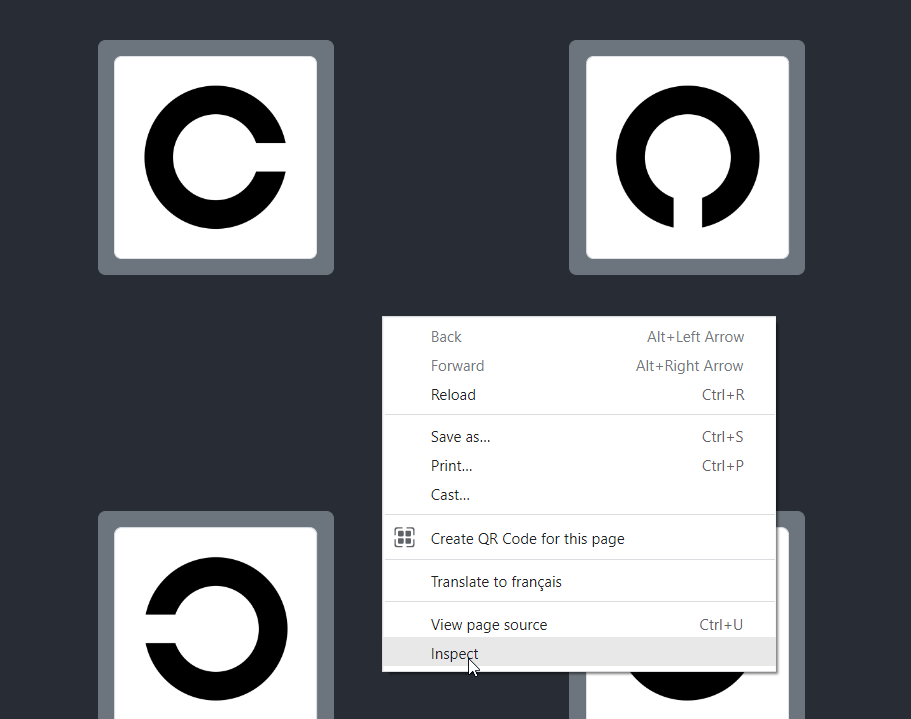 Back Alt+Left Arrow
Forward Alt+Right Arrow
Reload Ctrl+R
Save as... Ctrl+S
Print... Ctrl+P
Cast...
Create QR Code for this page
Translate to français
View page source Ctrl+U
Inspect